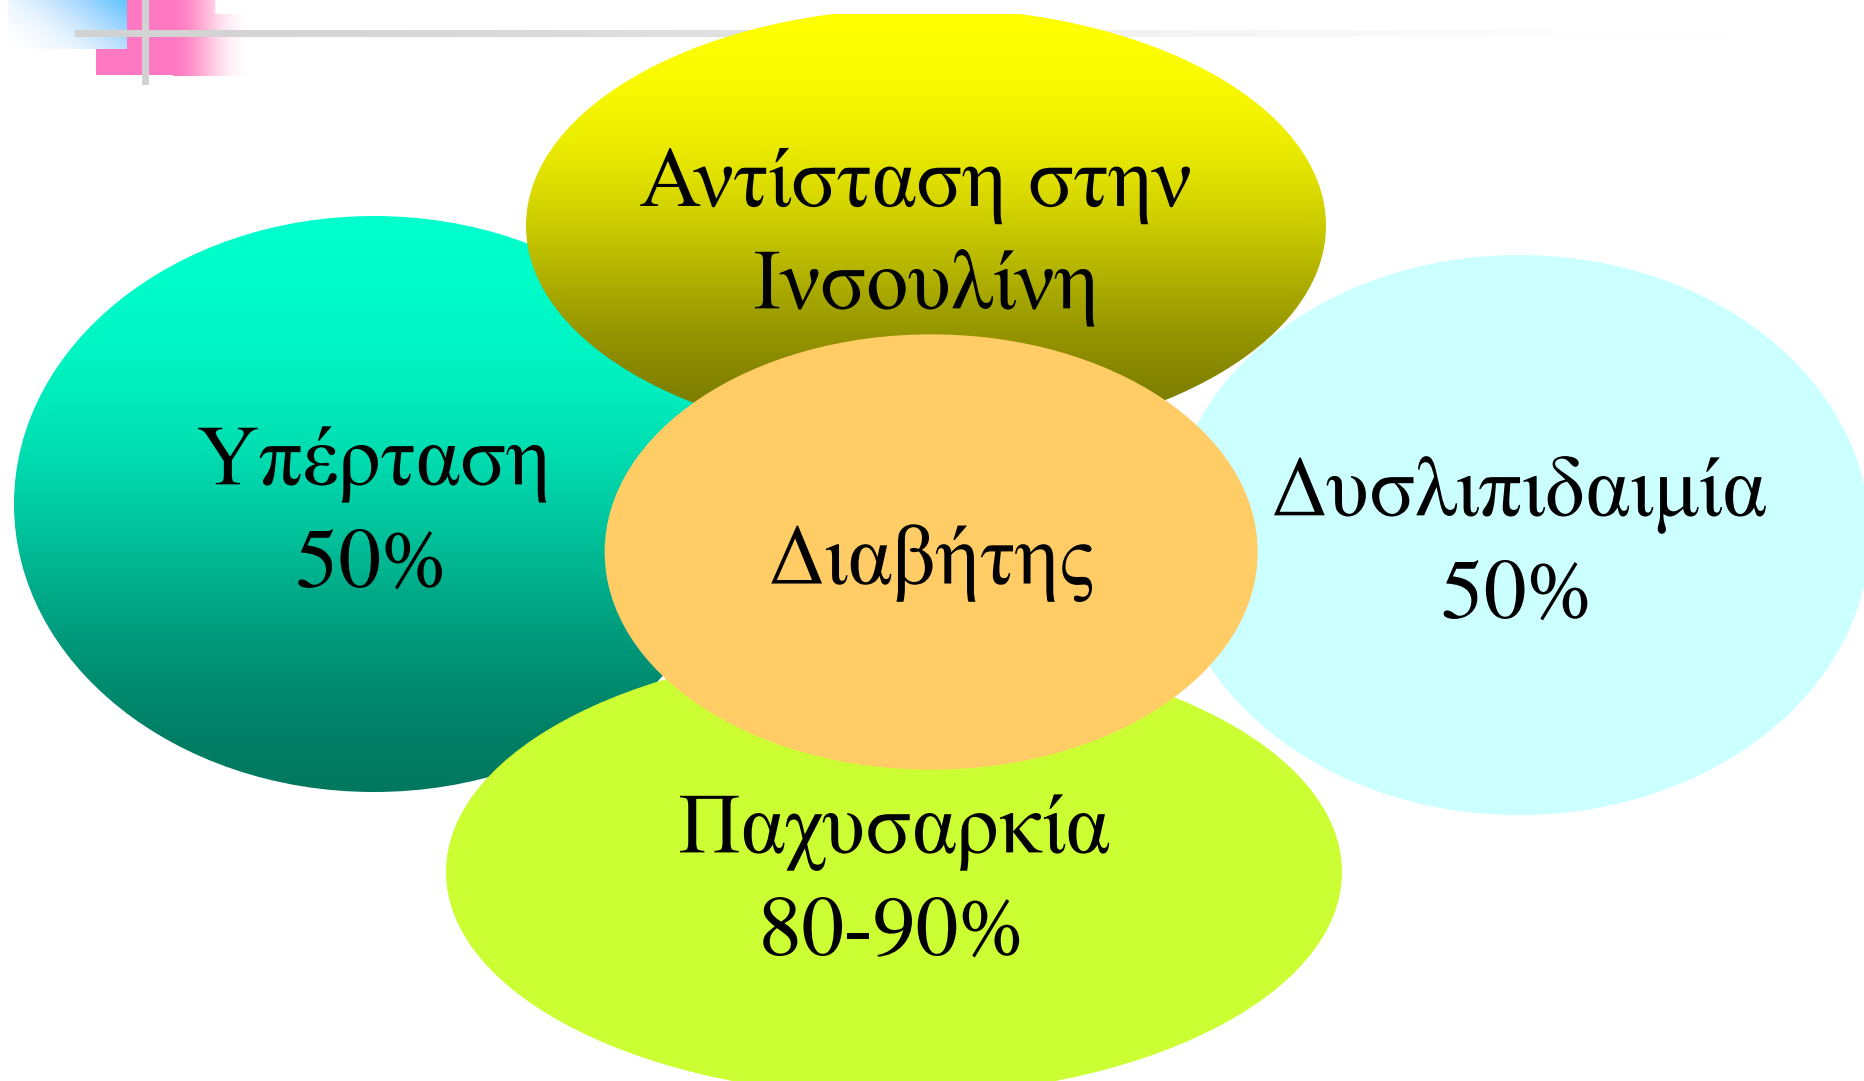 Αντίσταση στην
Ινσουλίνη
Υπέρταση
50%
Διαβήτης
Δυσλιπιδαιμία
50%
Παχυσαρκία
80-90%